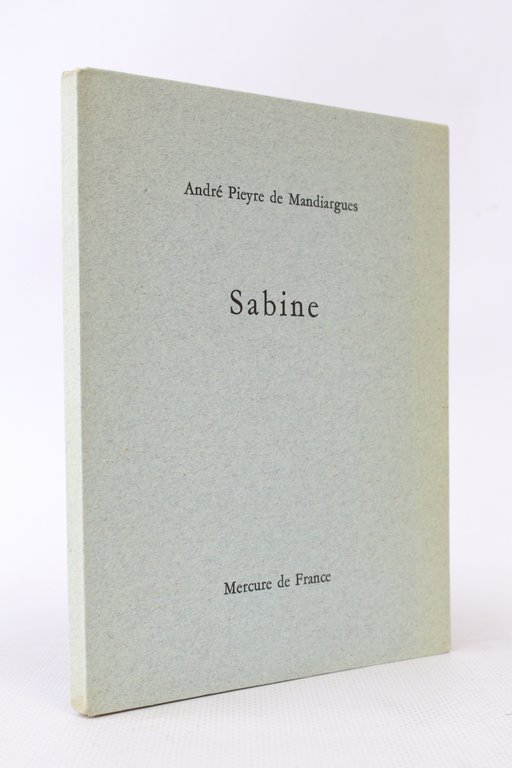 André Pieyre de Mandiargues
Sabine
Mercure de France